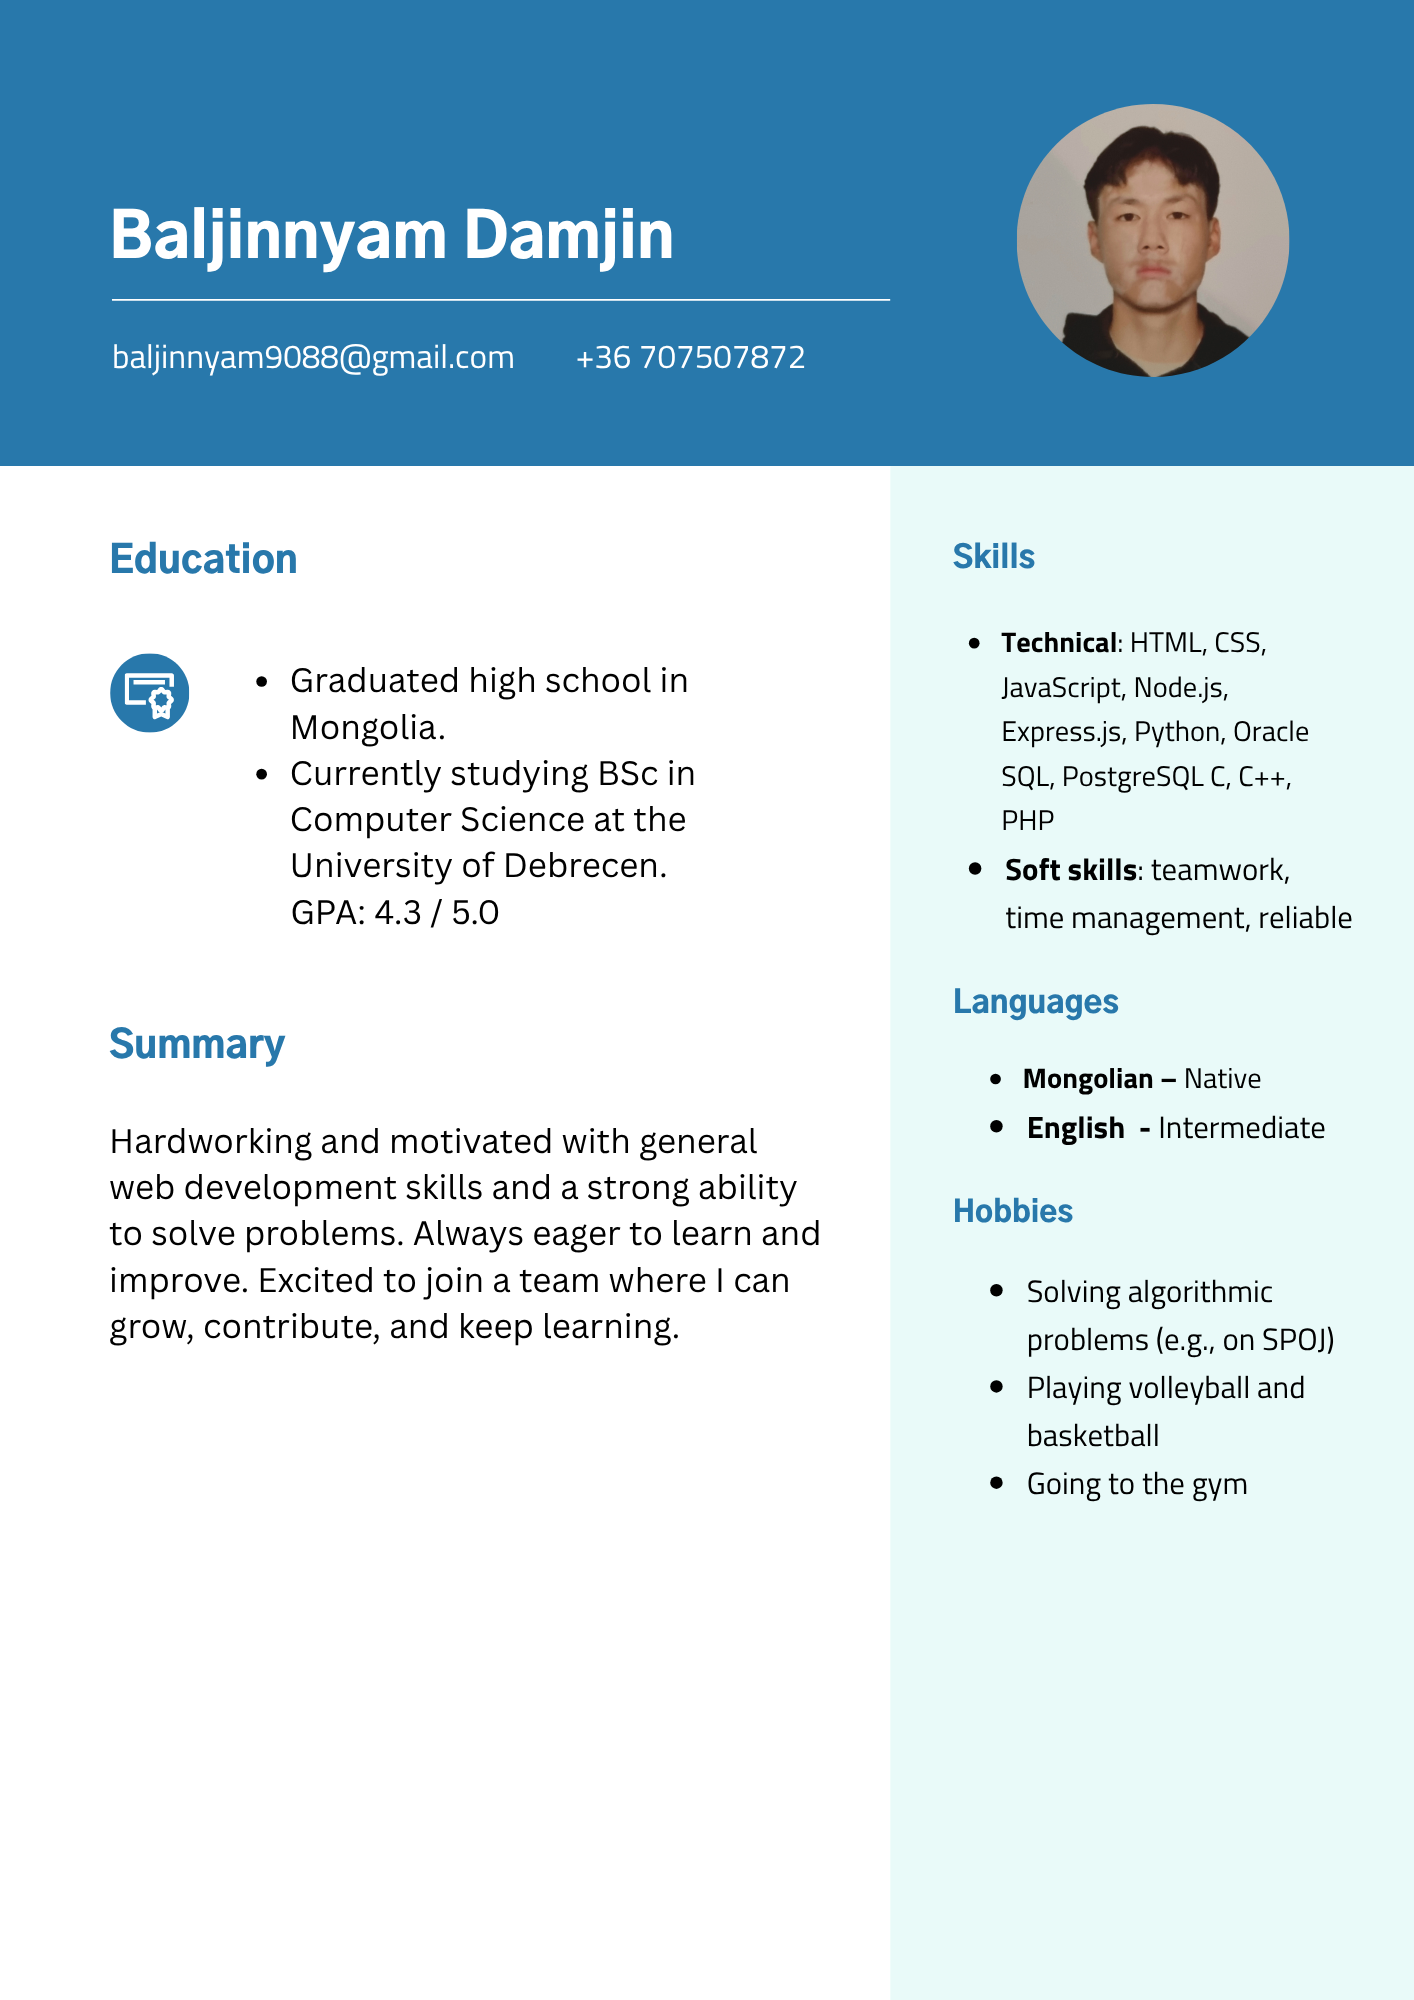 Baljinnyam Damjin
baljinnyam9088@gmail.com +36 707507872
Education
• Graduated high school in
Mongolia.
• Currently studying BSc in
Computer Science at the
University of Debrecen.
GPA: 4.3 / 5.0
Summary
Hardworking and motivated with general
web development skills and a strong ability
to solve problems. Always eager to learn and
improve. Excited to join a team where I can
grow, contribute, and keep learning.
Skills
• Technical: HTML, CSS,
JavaScript, Node.js,
Express.js, Python, Oracle
SQL, PostgreSQL C, C++,
PHP
• Soft skills: teamwork,
time management, reliable
Languages
• Mongolian – Native
• English - Intermediate
Hobbies
• Solving algorithmic
problems (e.g., on SPOJ)
• Playing volleyball and
basketball
• Going to the gym